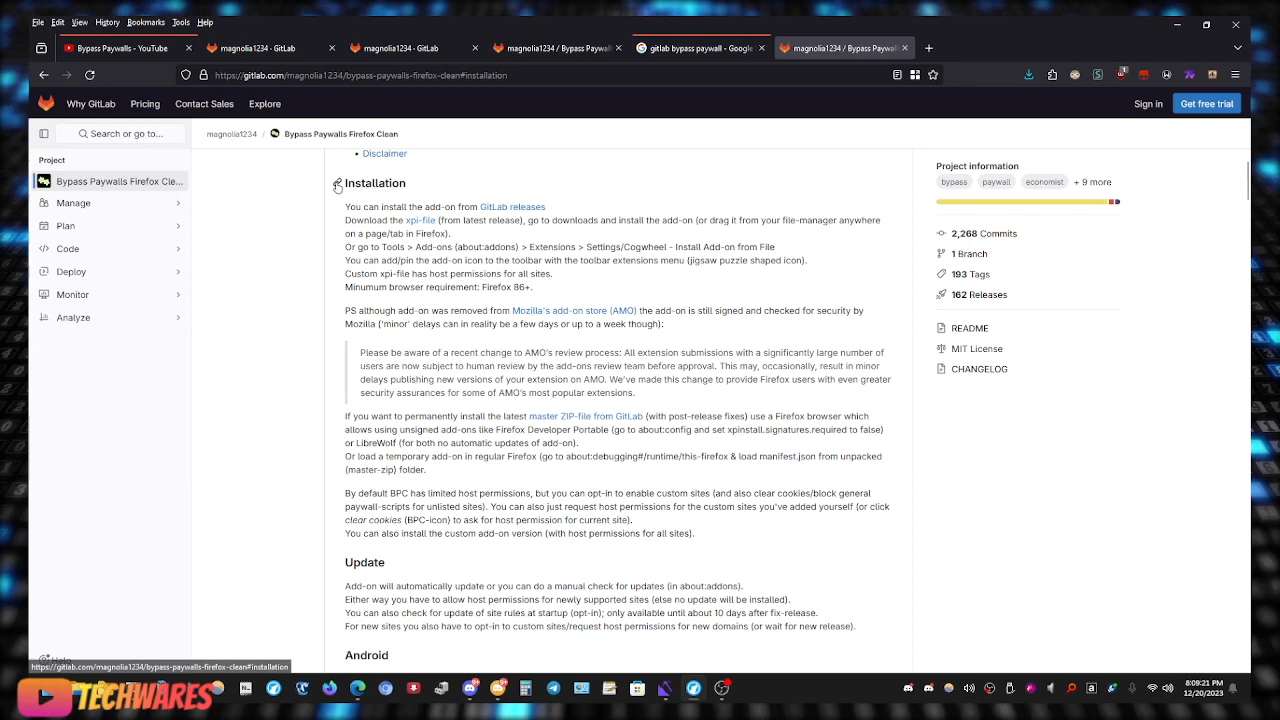 File Edit View History Bookmarks Tools Help
Bypass Paywalls - YouTube
magnolia1234 · GitLab
magnolia1234 · GitLab
magnolia1234 / Bypass Paywall
gitlab bypass paywall - Google
magnolia1234 / Bypass Paywal
https://gitlab.com/magnolia1234/bypass-paywalls-firefox-clean#installation
1
Why GitLab Pricing Contact Sales Explore
Sign in
Get free trial
Search or go to...
magnolia1234 / Bypass Paywalls Firefox Clean
Project
Bypass Paywalls Firefox Cle...
Manage
Plan
Code
Deploy
Monitor
Analyze
Help
• Disclaimer
Installation
You can install the add-on from GitLab releases
Download the xpi-file (from latest release), go to downloads and install the add-on (or drag it from your file-manager anywhere
on a page/tab in Firefox).
Or go to Tools > Add-ons (about:addons) > Extensions > Settings/Cogwheel - Install Add-on from File
You can add/pin the add-on icon to the toolbar with the toolbar extensions menu (jigsaw puzzle shaped icon).
Custom xpi-file has host permissions for all sites.
Minimum browser requirement: Firefox 86+.
PS although add-on was removed from Mozilla's add-on store (AMO) the add-on is still signed and checked for security by
Mozilla ('minor' delays can in reality be a few days or up to a week though):
Please be aware of a recent change to AMO's review process: All extension submissions with a significantly large number of
users are now subject to human review by the add-ons review team before approval. This may, occasionally, result in minor
delays publishing new versions of your extension on AMO. We've made this change to provide Firefox users with even greater
security assurances for some of AMO's most popular extensions.
If you want to permanently install the latest master ZIP-file from GitLab (with post-release fixes) use a Firefox browser which
allows using unsigned add-ons like Firefox Developer Portable (go to about:config and set xpinstall.signatures.required to false)
or LibreWolf (for both no automatic updates of add-on).
Or load a temporary add-on in regular Firefox (go to about:debugging#/runtime/this-firefox & load manifest.json from unpacked
(master-zip) folder.
By default BPC has limited host permissions, but you can opt-in to enable custom sites (and also clear cookies/block general
paywall-scripts for unlisted sites). You can also just request host permissions for the custom sites you've added yourself (or click
clear cookies (BPC-icon) to ask for host permission for current site).
You can also install the custom add-on version (with host permissions for all sites).
Update
Add-on will automatically update or you can do a manual check for updates (in about:addons).
Either way you have to allow host permissions for newly supported sites (else no update will be installed).
You can also check for update of site rules at startup (opt-in); only available until about 10 days after fix-release.
For new sites you also have to opt-in to custom sites/request host permissions for new domains (or wait for new release).
Android
Project information
bypass paywall economist + 9 more
2,268 Commits
1 Branch
193 Tags
162 Releases
README
MIT License
CHANGELOG
https://gitlab.com/magnolia1234/bypass-paywalls-firefox-clean#installation
TECHWARES
8:09:21 PM
12/20/2023